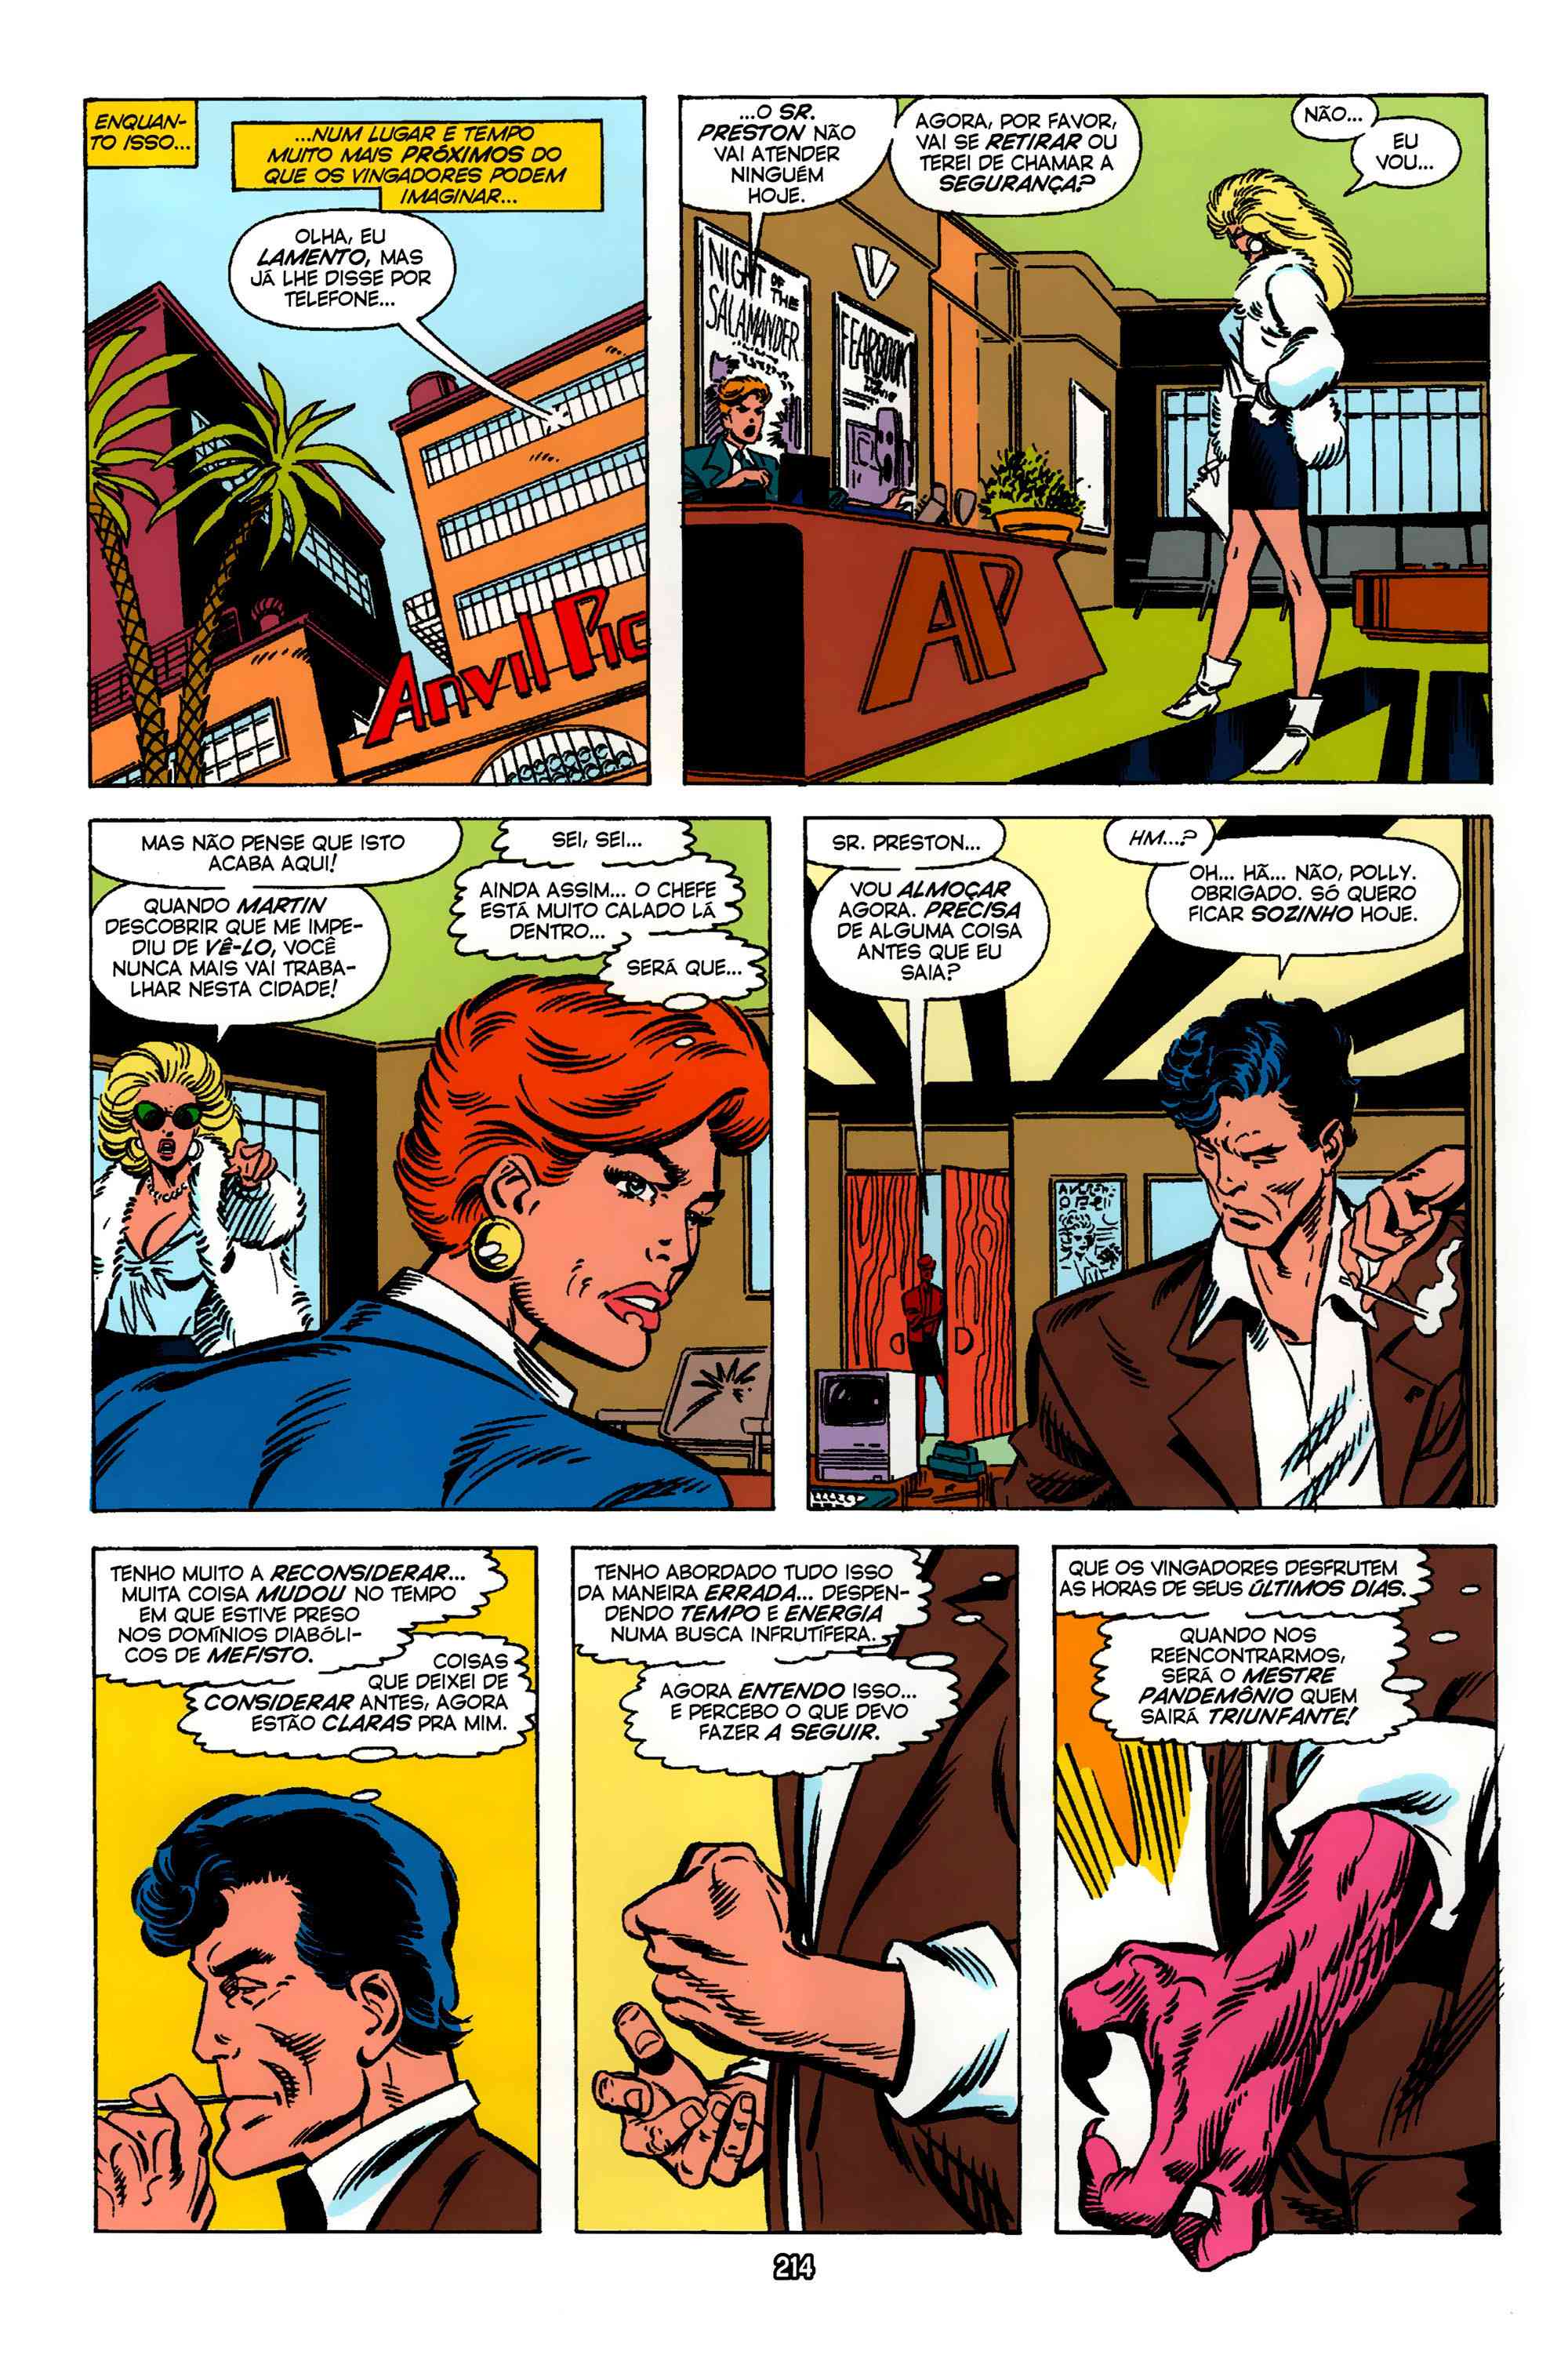 ENQUAN-
TO ISSO...
...NUM LUGAR E TEMPO
MUITO MAIS PRÓXIMOS DO
QUE OS VINGADORES PODEM
IMAGINAR...
OLHA, EU
LAMENTO, MAS
JÁ LHE DISSE POR
TELEFONE...
Anvil Pic
...O SR.
PRESTON NÃO
VAI ATENDER
NINGUÉM
HOJE.
AGORA, POR FAVOR,
VAI SE RETIRAR OU
TEREI DE CHAMAR A
SEGURANÇA?
NÃO...
EU
VOU...
NIGHT OF
THE
SALAMANDER
FEARBOOK
AP
MAS NÃO PENSE QUE ISTO
ACABA AQUI!
QUANDO MARTIN
DESCOBRIR QUE ME IMPE-
DIU DE VÊ-LO, VOCÊ
NUNCA MAIS VAI TRABA-
LHAR NESTA CIDADE!
SEI, SEI...
AINDA ASSIM... O CHEFE
ESTÁ MUITO CALADO LÁ
DENTRO...
SERÁ QUE...
SR. PRESTON...
VOU ALMOÇAR
AGORA. PRECISA
DE ALGUMA COISA
ANTES QUE EU
SAIA?
HM...?
OH... HÃ... NÃO, POLLY.
OBRIGADO. SÓ QUERO
FICAR SOZINHO HOJE.
TENHO MUITO A RECONSIDERAR...
MUITA COISA MUDOU NO TEMPO
EM QUE ESTIVE PRESO
NOS DOMÍNIOS DIABÓLI-
COS DE MEFISTO.
COISAS
QUE DEIXEI DE
CONSIDERAR ANTES, AGORA
ESTÃO CLARAS PRA MIM.
TENHO ABORDADO TUDO ISSO
DA MANEIRA ERRADA... DESPEN-
DENDO TEMPO E ENERGIA
NUMA BUSCA INFRUTÍFERA.
AGORA ENTENDO ISSO...
E PERCEBO O QUE DEVO
FAZER A SEGUIR.
QUE OS VINGADORES DESFRUTEM
AS HORAS DE SEUS ÚLTIMOS DIAS.
QUANDO NOS
REENCONTRARMOS,
SERÁ O MESTRE
PANDEMÔNIO QUEM
SAIRÁ TRIUNFANTE!
214